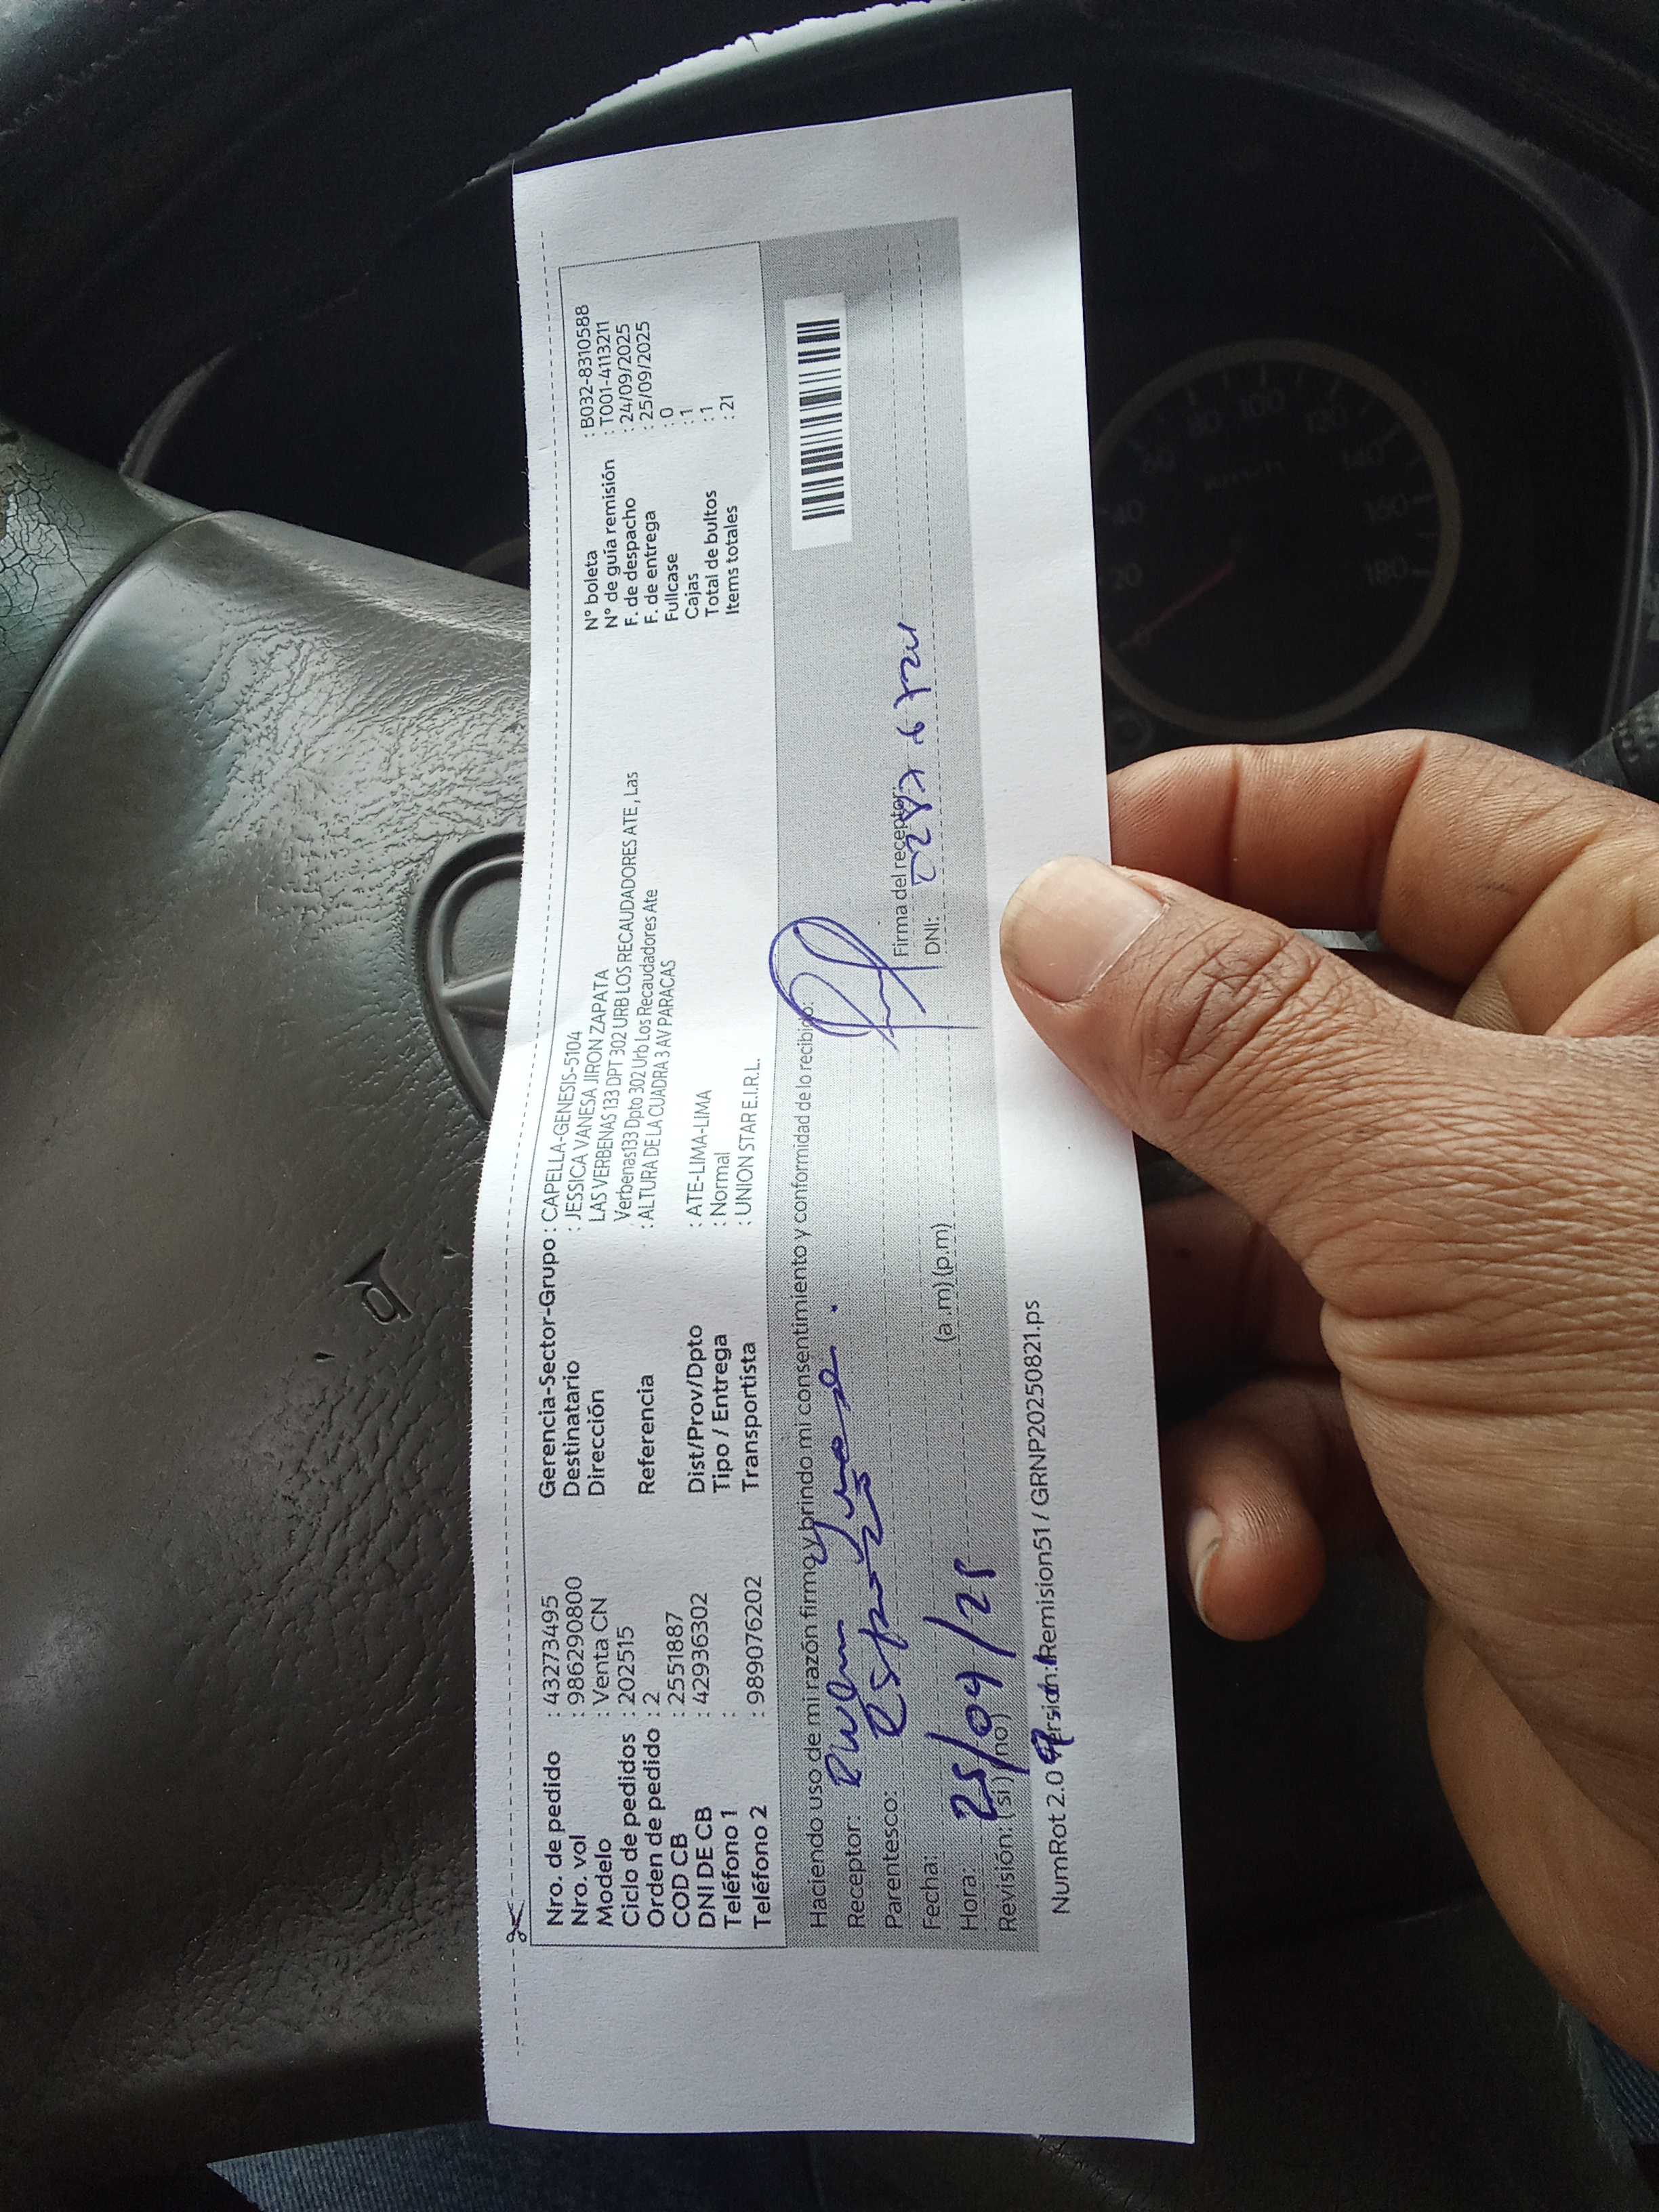 Nro. de pedido : 43273495 Gerencia-Sector-Grupo : CAPELLA-GENESIS-5104
Nro. vol : 986290800 Destinatario : JESSICA VANESA JIRON ZAPATA N° boleta : B032-8310588
Modelo : Venta CN Dirección LAS VERBENAS 133 DPT 302 URB LOS RECAUDADORES ATE, Las N° de guía remisión : T001-4113211
Ciclo de pedidos : 202515 Verbenas133 Dpto 302 Urb Los Recaudadores Ate F. de despacho : 24/09/2025
Orden de pedido : 2 Referencia : ALTURA DE LA CUADRA 3 AV PARACAS F. de entrega : 25/09/2025
COD CB : 2551887 Fullcase : 0
DNI DE CB : 42936302 Dist/Prov/Dpto : ATE-LIMA-LIMA Cajas : 1
Teléfono 1 : Tipo / Entrega : Normal Total de bultos : 1
Teléfono 2 : 989076202 Transportista : UNION STAR E.I.R.L. Items totales : 21
Haciendo uso de mi razón firmo y brindo mi consentimiento y conformidad de lo recibido:
Receptor:
Parentesco:
Firma del receptor:
Fecha: 25/09/25 DNI:
Hora: (a.m) (p.m)
Revisión: (si) (no)
NumRot 2.0 Version: Remision51 / GRNP20250821.ps